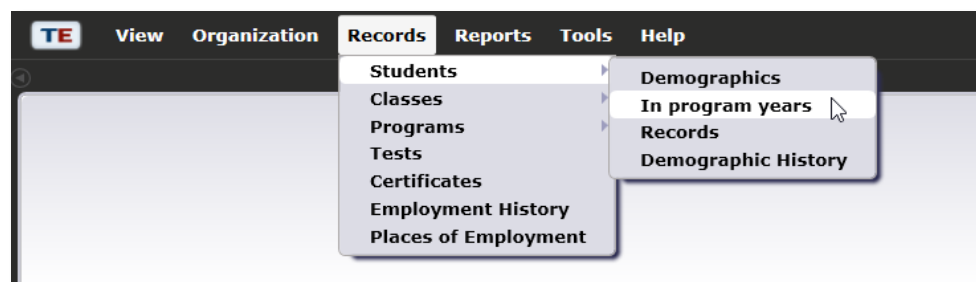 TE View Organization Records Reports Tools Help
Students
Classes
Programs
Tests
Certificates
Employment History
Places of Employment
Demographics
In program years
Records
Demographic History